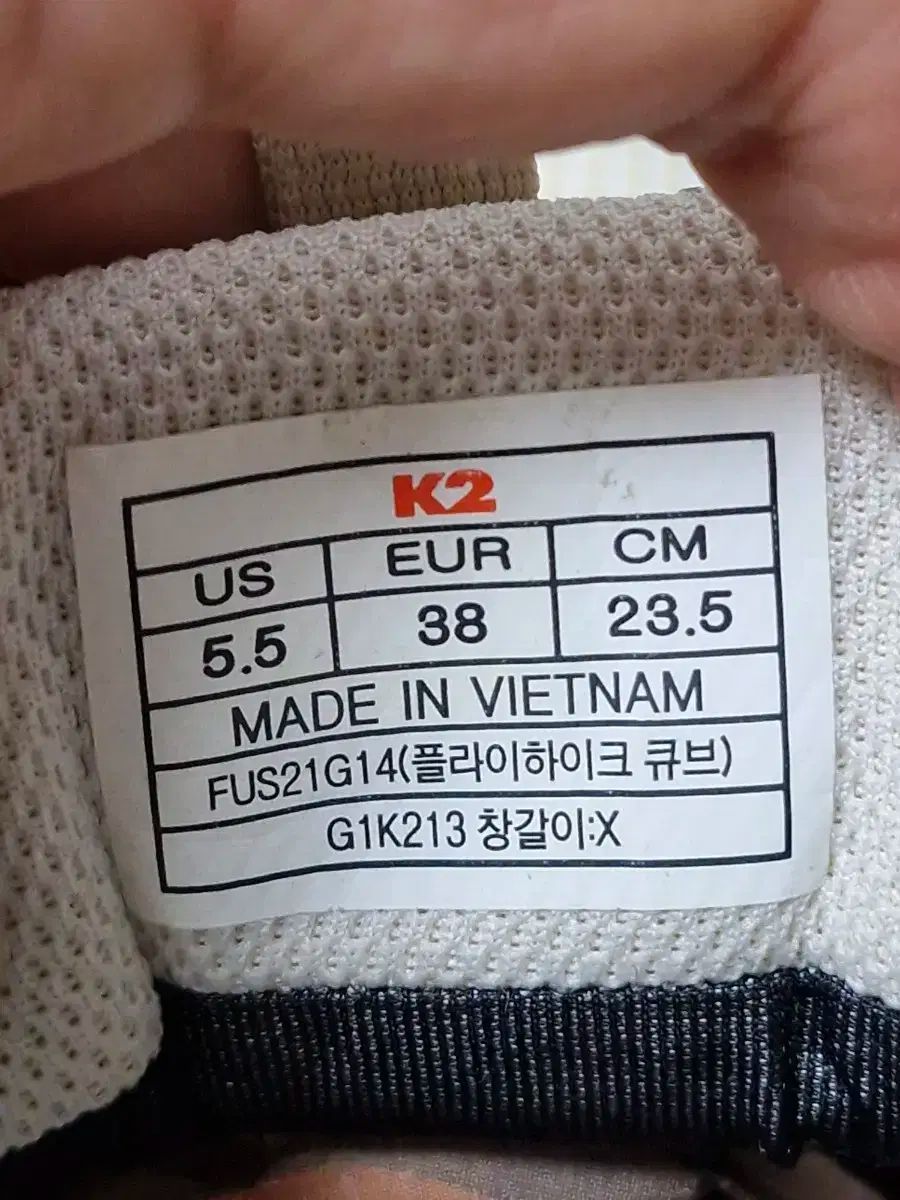 K2
US EUR CM
5.5 38 23.5
MADE IN VIETNAM
FUS21G14(플라이하이크 큐브)
G1K213 창갈이:X